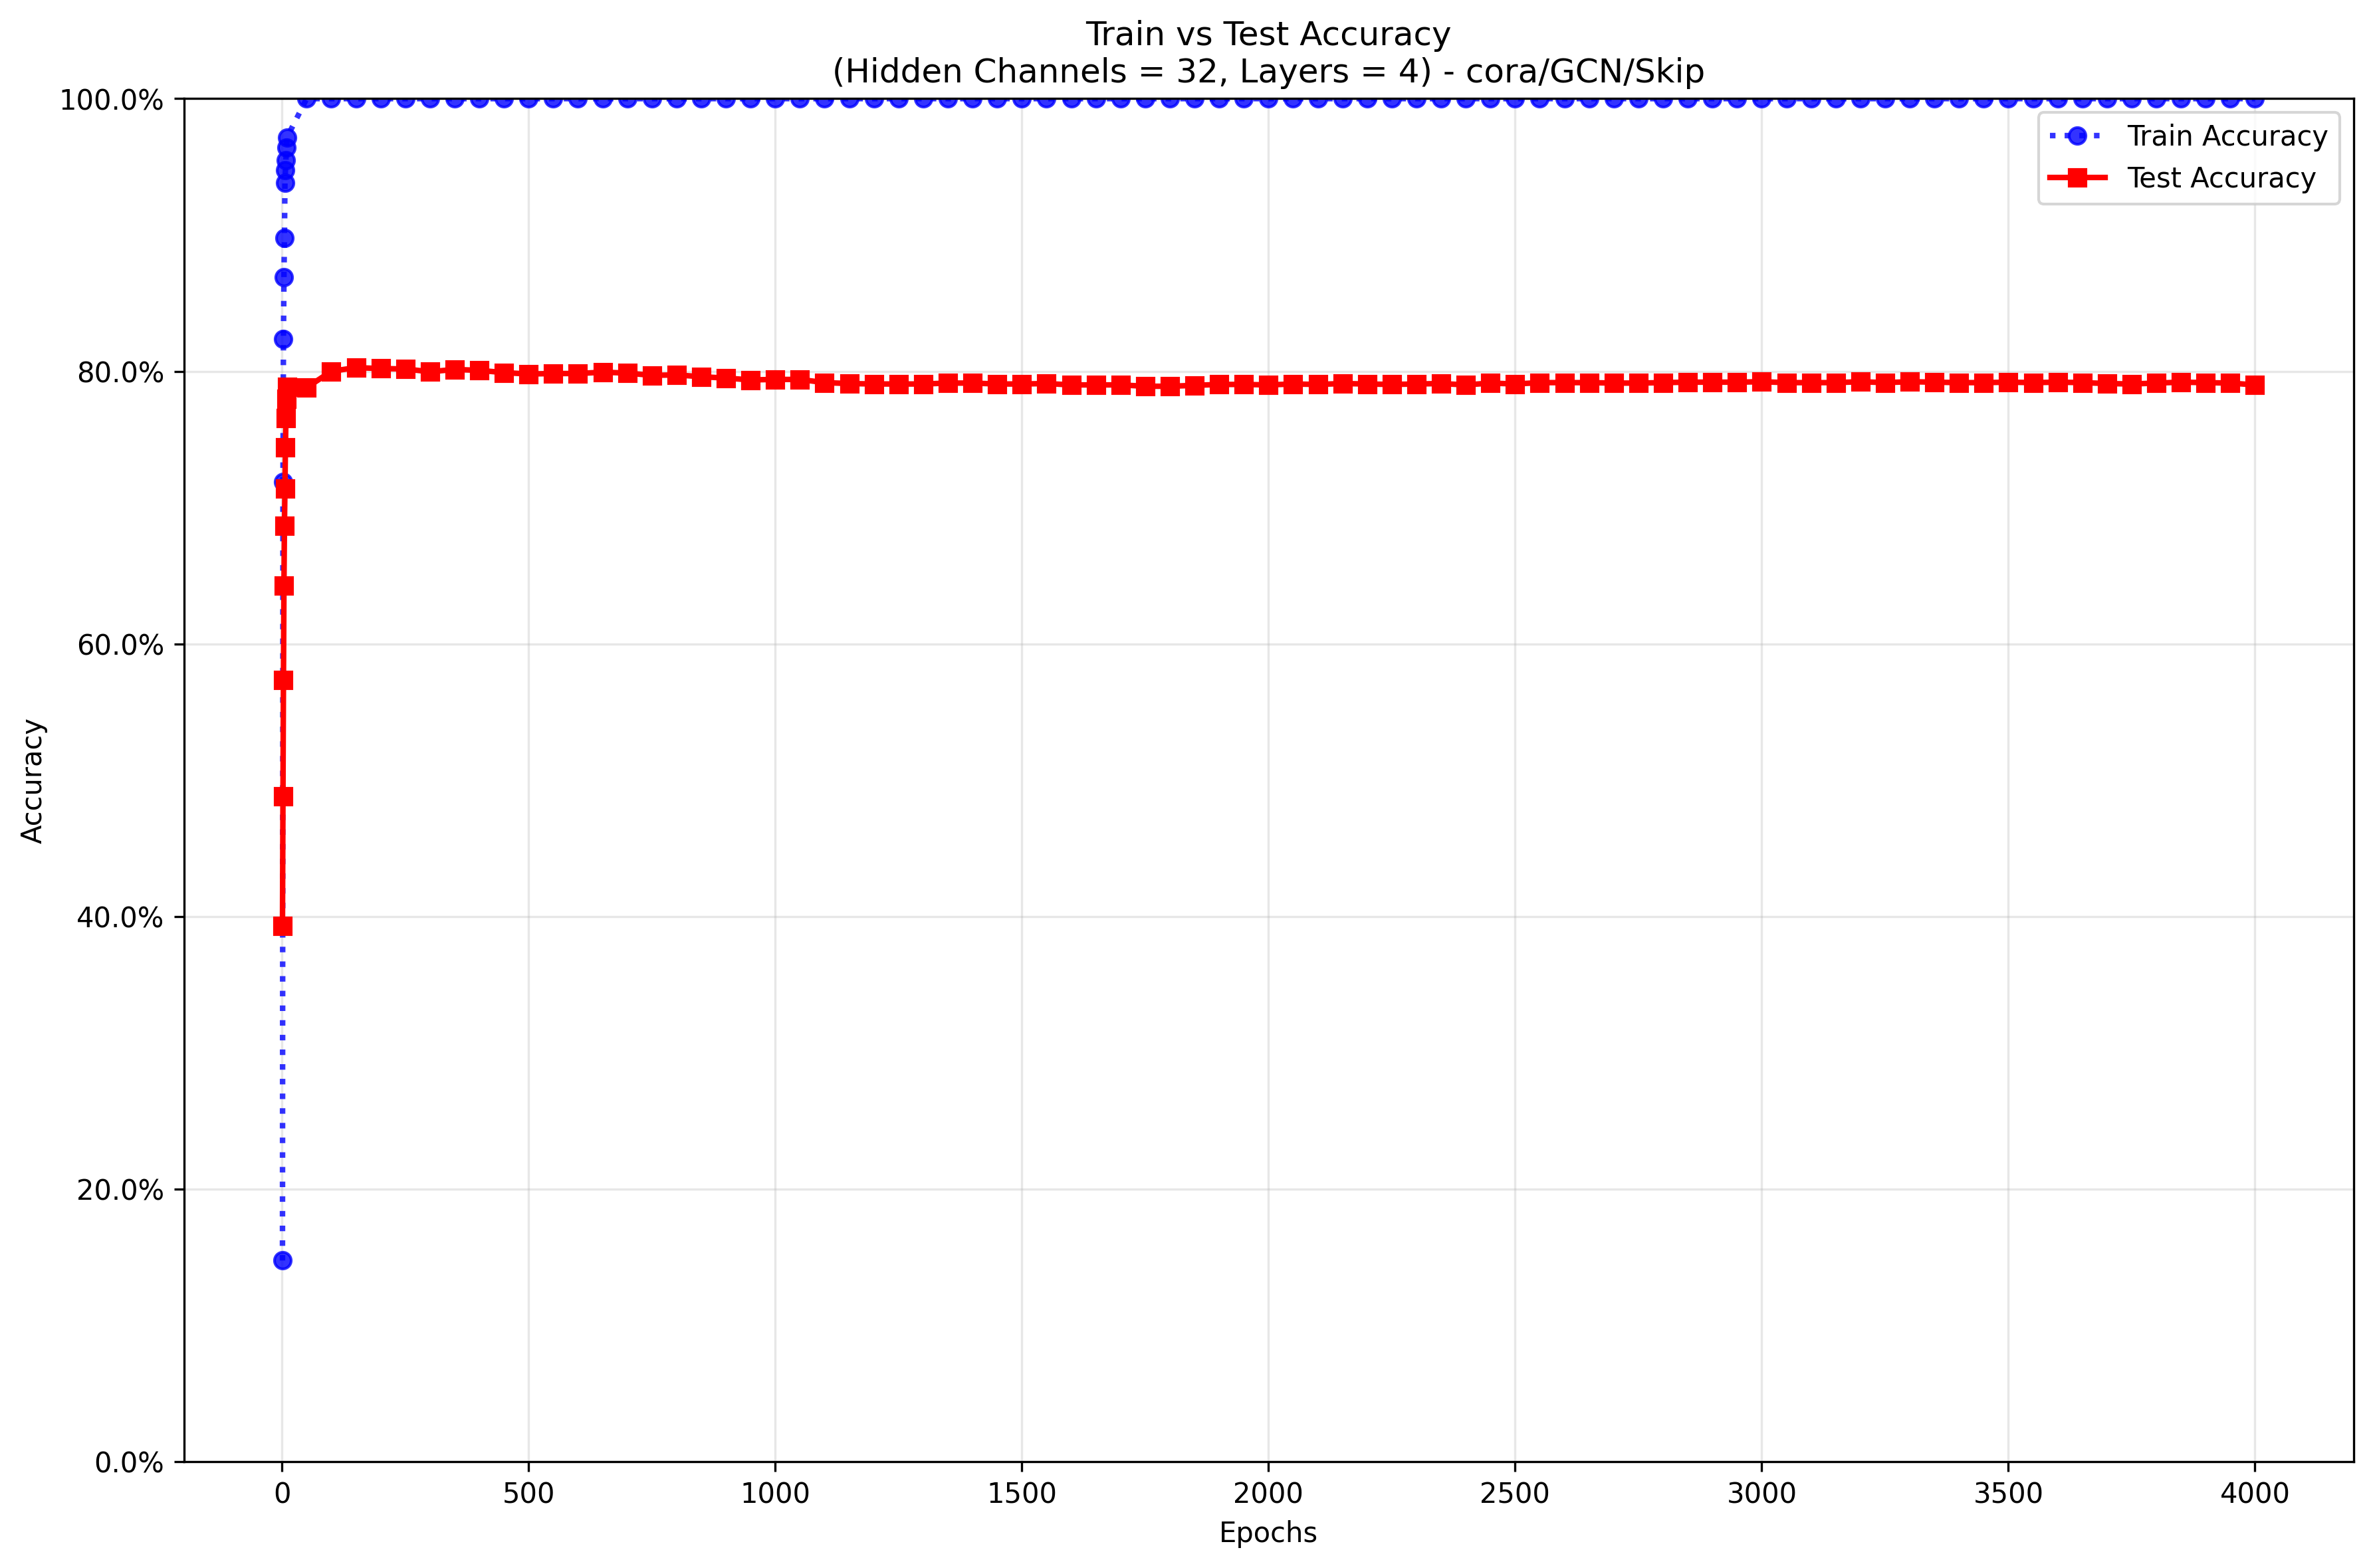 Train vs Test Accuracy
(Hidden Channels = 32, Layers = 4) - cora/GCN/Skip
100.0%
80.0%
60.0%
40.0%
20.0%
0.0%
Accuracy
Train Accuracy
Test Accuracy
0 500 1000 1500 2000 2500 3000 3500 4000
Epochs